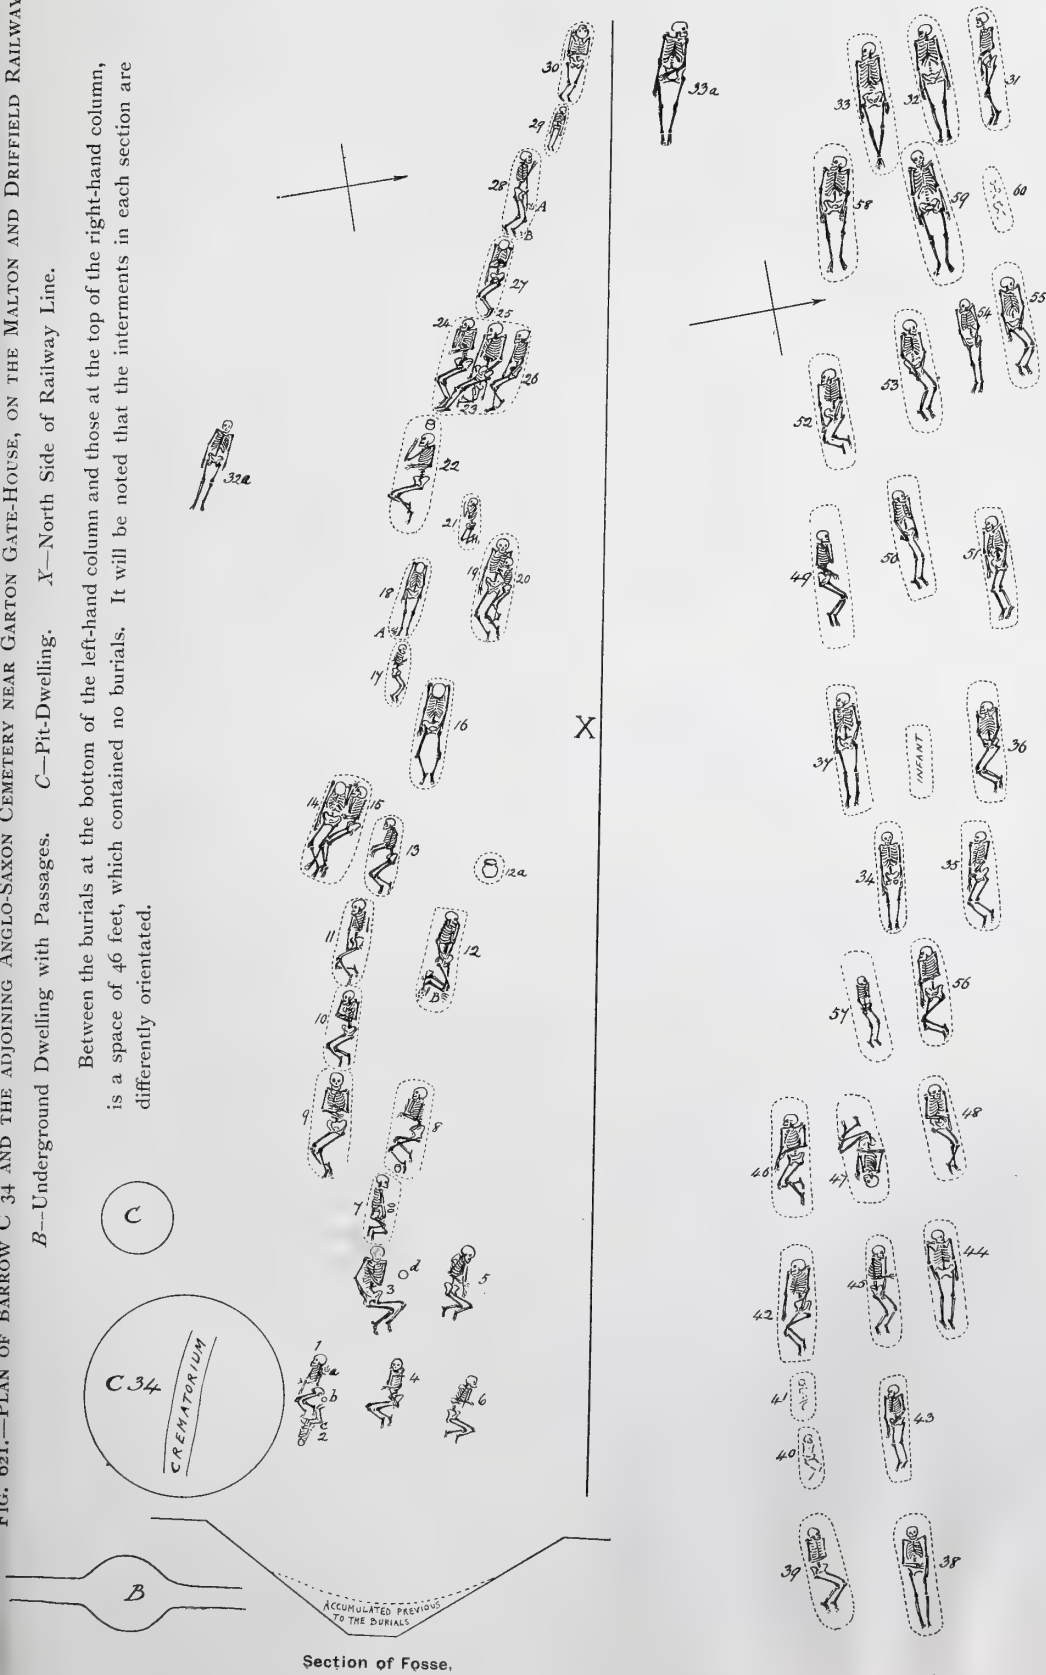 FIG. 621.—PLAN OF BARROW C 34 AND THE ADJOINING ANGLO-SAXON CEMETERY NEAR GARTON GATE-HOUSE, ON THE MALTON AND DRIFFIELD RAILWAY
B—Underground Dwelling with Passages. C—Pit-Dwelling. X—North Side of Railway Line.
Between the burials at the bottom of the left-hand column and those at the top of the right-hand column,
is a space of 46 feet, which contained no burials. It will be noted that the interments in each section are
differently orientated.
30
29
28
A
B
27
25
24
26
23
22
32a
21
19
20
18
A
17
16
X
14
15
13
12a
11
12
B
10
9
8
7
C
d
3
5
1
a
4
b
6
c
2
C 34
CREMATORIUM
B
ACCUMULATED PREVIOUS
TO THE BURIALS
Section of Fosse.
33a
33
32
31
58
59
60
55
54
53
52
50
51
49
37
INFANT
36
34
35
56
57
48
46
47
44
45
42
41
43
40
39
38